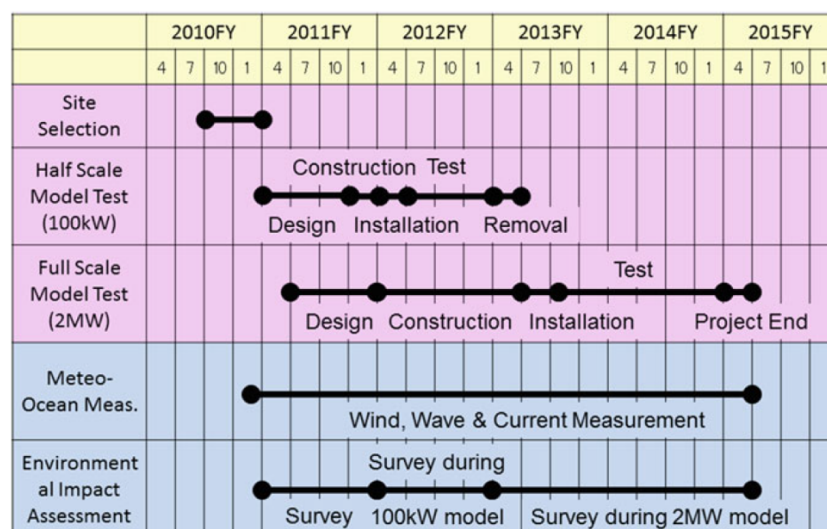 2010FY 2011FY 2012FY 2013FY 2014FY 2015FY
4 7 10 1 4 7 10 1 4 7 10 1 4 7 10 1 4 7 10 1 4 7 10 1
Site
Selection
Half Scale
Model Test
(100kW)
Construction Test
Design Installation Removal
Full Scale
Model Test
(2MW)
Test
Design Construction Installation Project End
Meteo-
Ocean Meas.
Wind, Wave & Current Measurement
Environment
al Impact
Assessment
Survey during
Survey 100kW model Survey during 2MW model